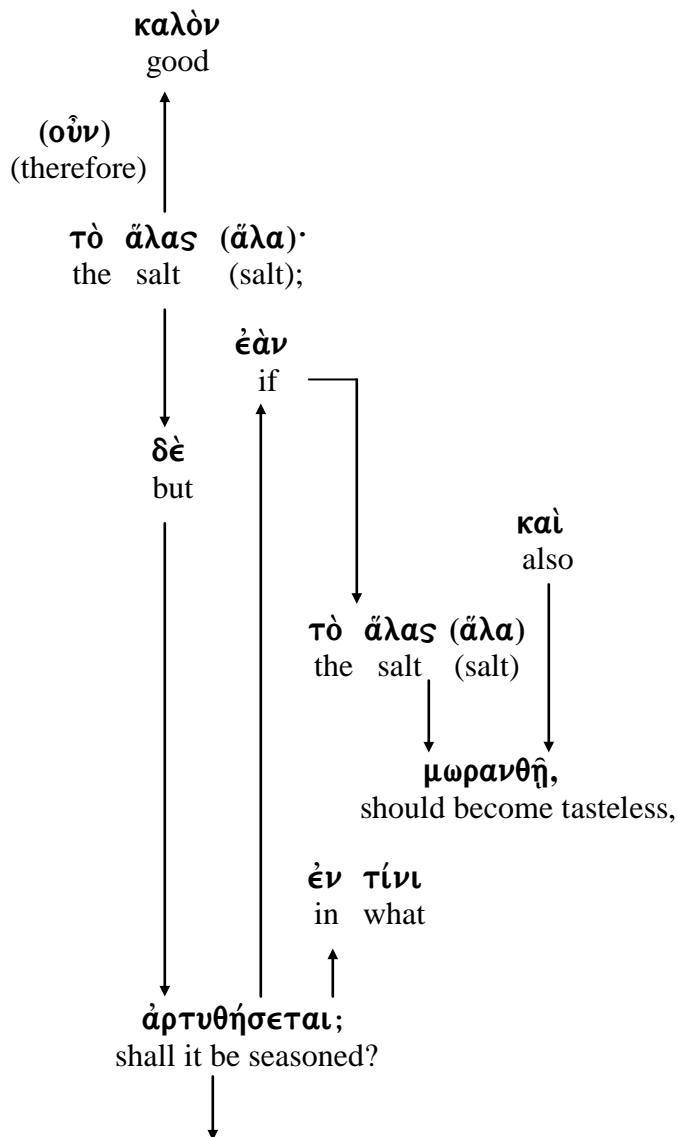 καλὸν
good
(οὖν)
(therefore)
τὸ ἅλας (ἅλα)·
the salt (salt);
ἐὰν
if
δὲ
but
καὶ
also
τὸ ἅλας (ἅλα)
the salt (salt)
μωρανθῇ,
should become tasteless,
ἐν τίνι
in what
ἀρτυθήσεται;
shall it be seasoned?